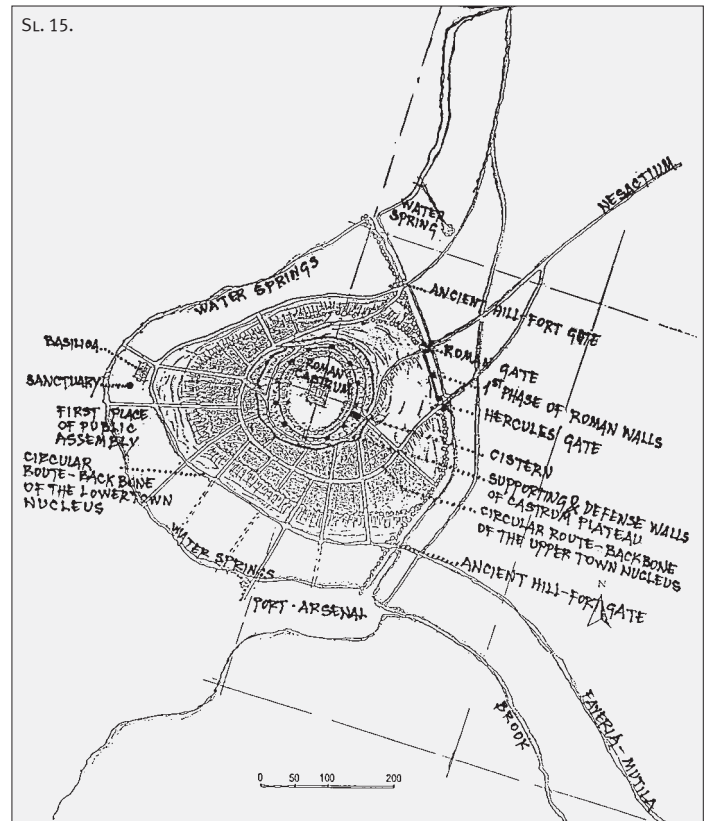 SL. 15.
NESACTIUM
WATER
SPRING
WATER SPRINGS
ANCIENT HILL-FORT GATE
BASILICA
ROMAN
CASTRUM
ROMAN GATE
SANCTUARY
1ST PHASE OF ROMAN WALLS
FIRST PLACE
OF PUBLIC
ASSEMBLY
HERCULES' GATE
CISTERN
CIRCULAR
ROUTE-BACKBONE
OF THE LOWERTOWN
NUCLEUS
SUPPORTING & DEFENSE WALLS
OF CASTRUM PLATEAU
CIRCULAR ROUTE-BACKBONE
OF THE UPPER TOWN NUCLEUS
WATER SPRINGS
ANCIENT HILL-FORT GATE
N
PORT-ARSENAL
BROOK
FAVERIA-MUTILA
0 50 100 200